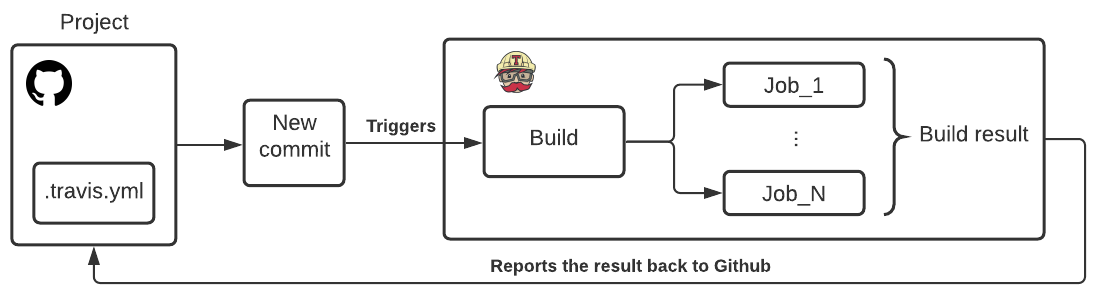 Project
.travis.yml
New
commit
Triggers
T
Build
Job_1
⋮
Job_N
Build result
Reports the result back to Github